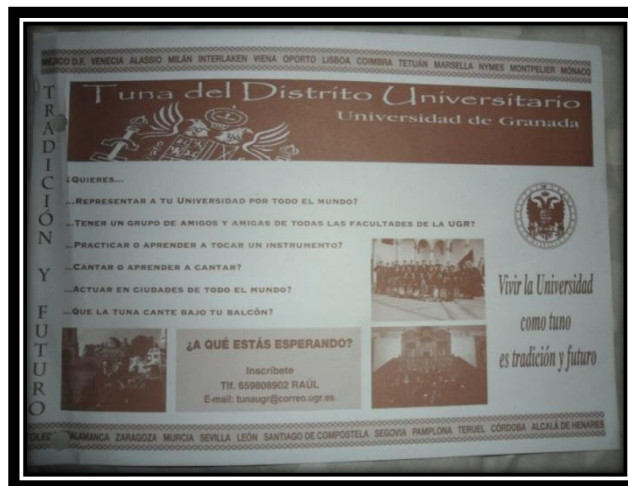 MÉJICO D.F. VENECIA ALASSIO MILÁN INTERLAKEN VIENA OPORTO LISBOA COIMBRA TETUÁN MARSELLA NYMES MONTPELIER MÓNACO
TRADICIÓN Y FUTURO
Tuna del Distrito Universitario
Universidad de Granada
¿QUIERES...
...REPRESENTAR A TU UNIVERSIDAD POR TODO EL MUNDO?
...TENER UN GRUPO DE AMIGOS Y AMIGAS DE TODAS LAS FACULTADES DE LA UGR?
...PRACTICAR O APRENDER A TOCAR UN INSTRUMENTO?
...CANTAR O APRENDER A CANTAR?
...ACTUAR EN CIUDADES DE TODO EL MUNDO?
...QUE LA TUNA CANTE BAJO TU BALCÓN?
¿A QUÉ ESTÁS ESPERANDO?
Inscríbete
Tlf. 659808902 RAÚL
E-mail: tunaugr@correo.ugr.es
Vivir la Universidad
como tuno
es tradición y futuro
SALAMANCA ZARAGOZA MURCIA SEVILLA LEÓN SANTIAGO DE COMPOSTELA SEGOVIA PAMPLONA TERUEL CÓRDOBA ALCALÁ DE HENARES